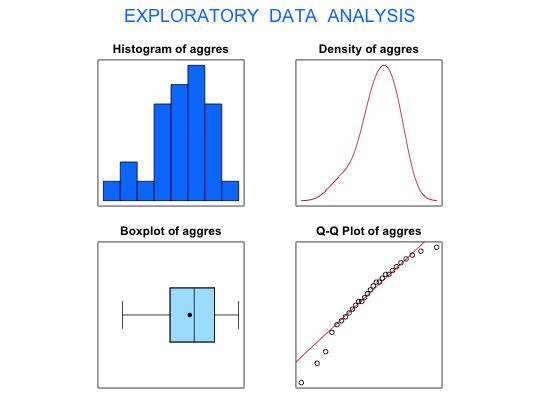 EXPLORATORY DATA ANALYSIS
Histogram of aggres
Density of aggres
Boxplot of aggres
Q-Q Plot of aggres